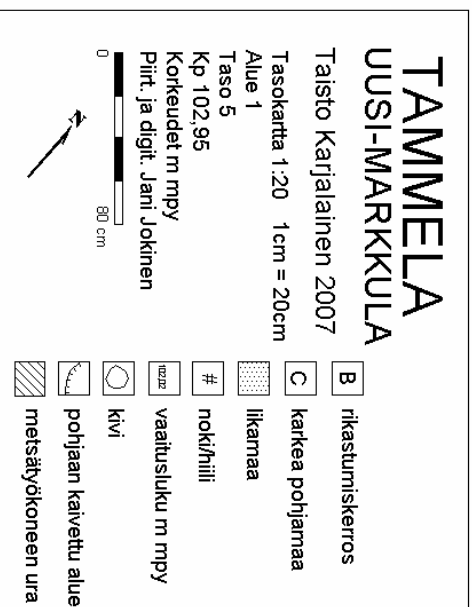 TAMMELA
UUSI-MARKKULA
Taisto Karjalainen 2007
Tasokartta 1:20 1cm = 20cm
Alue 1
Taso 5
Kp 102,95
Korkeudet m mpy
Piirt. ja digit. Jani Jokinen
0 80 cm
N
B rikastumiskerros
C karkea pohjamaa
likamaa
# noki/hiili
102,02 vaaitusluku m mpy
kivi
pohjaan kaivettu alue
metsätyökoneen ura